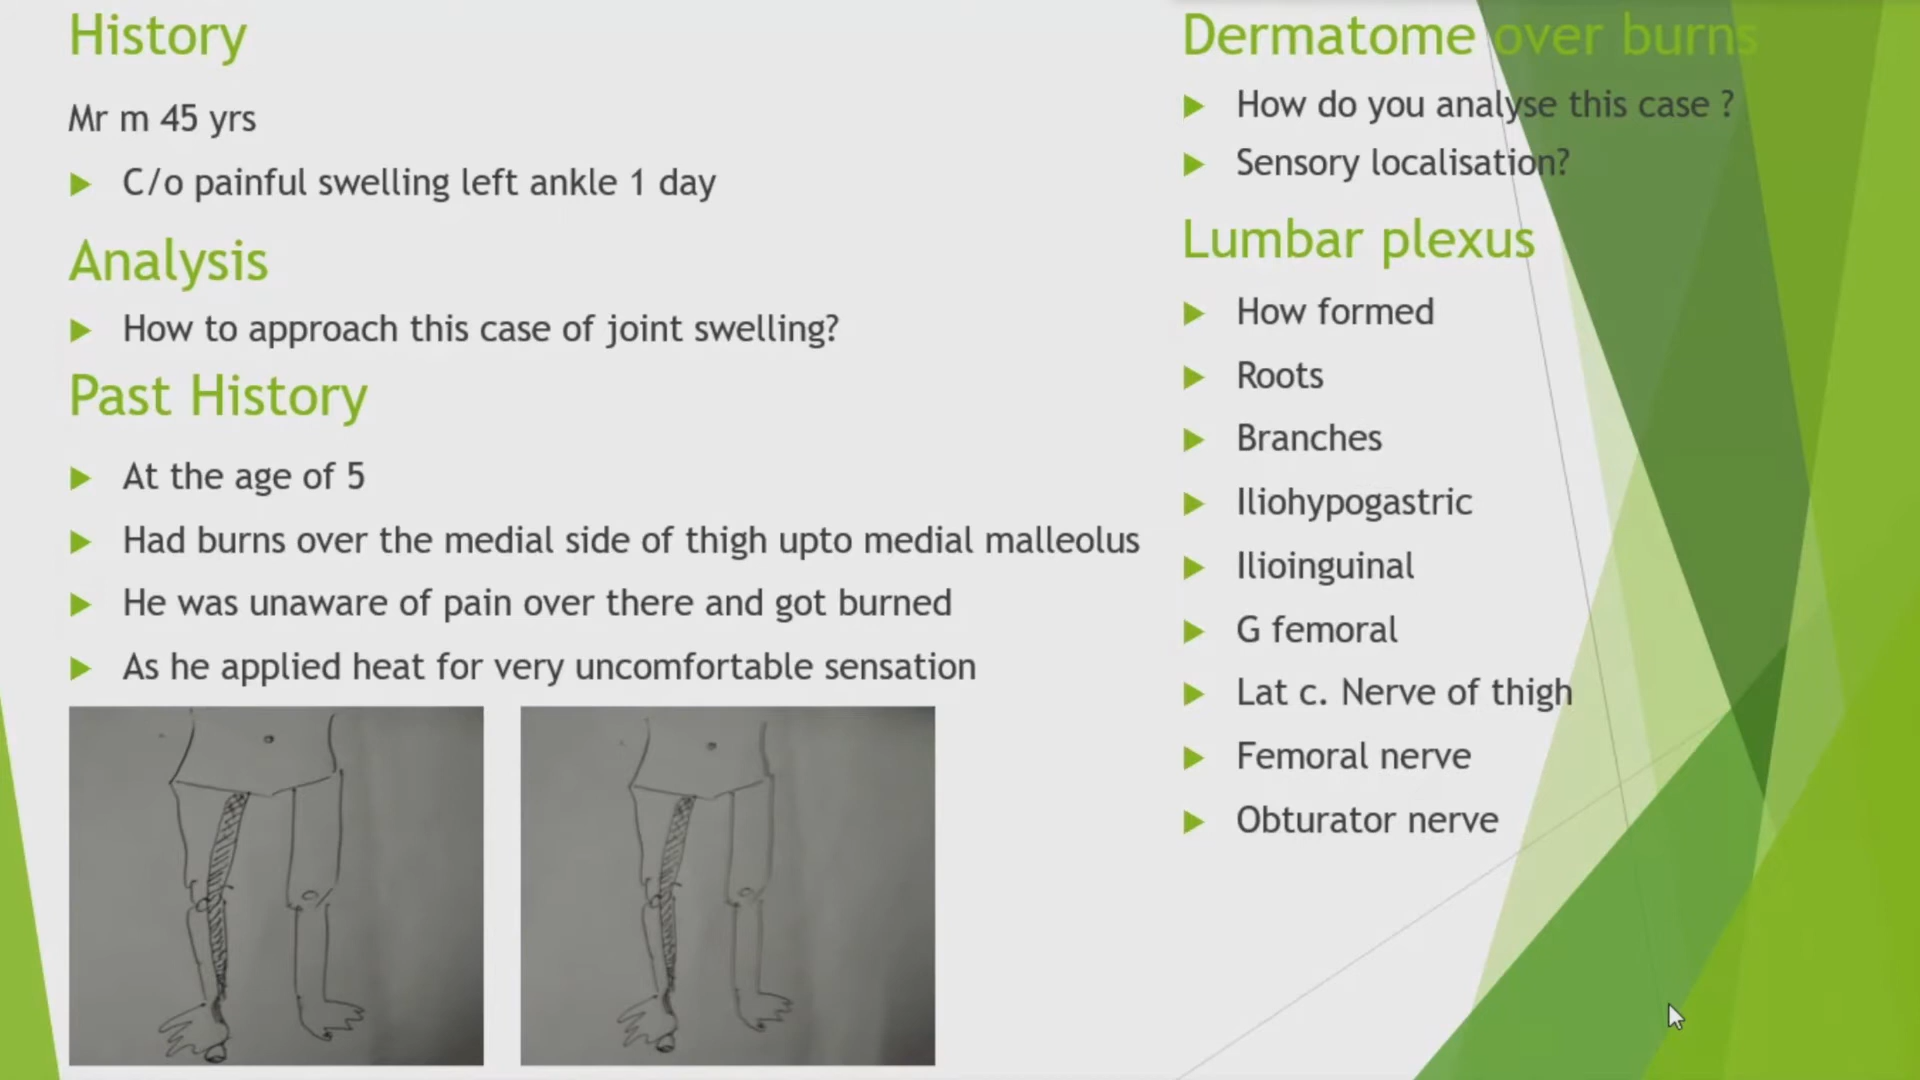 History
Mr m 45 yrs
C/o painful swelling left ankle 1 day
Analysis
How to approach this case of joint swelling?
Past History
At the age of 5
Had burns over the medial side of thigh upto medial malleolus
He was unaware of pain over there and got burned
As he applied heat for very uncomfortable sensation
Dermatome over burns
How do you analyse this case ?
Sensory localisation?
Lumbar plexus
How formed
Roots
Branches
Iliohypogastric
Ilioinguinal
G femoral
Lat c. Nerve of thigh
Femoral nerve
Obturator nerve